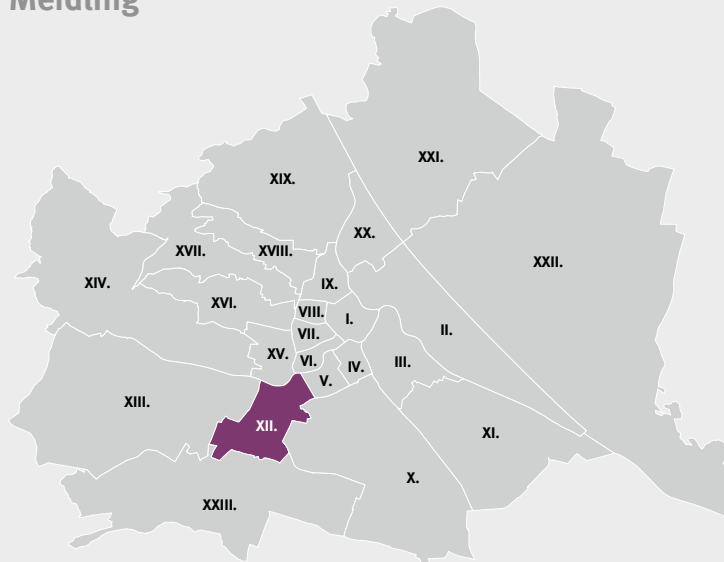 Meidling
XXI.
XIX.
XX.
XVII.
XVIII.
XXII.
XIV.
IX.
XVI.
VIII.
I.
II.
VII.
XV.
VI.
IV.
III.
V.
XIII.
XII.
XI.
X.
XXIII.